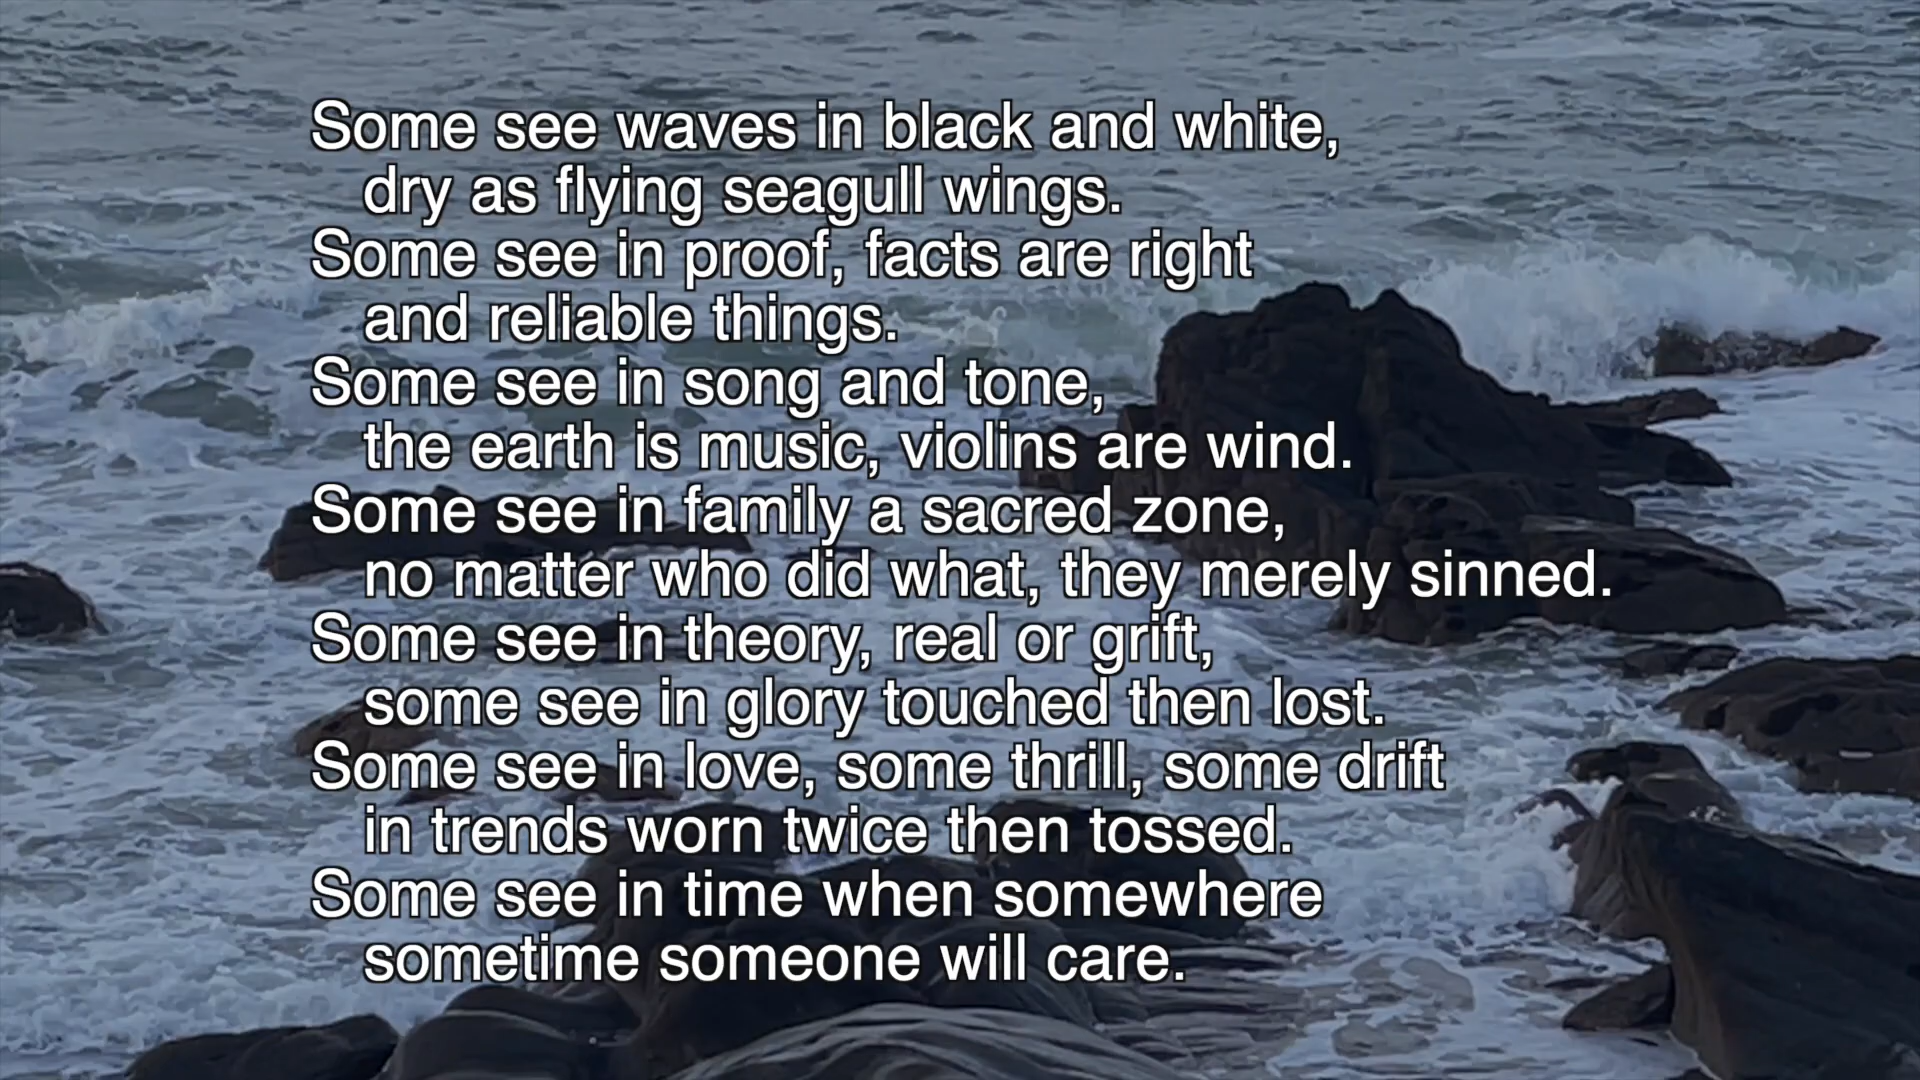 Some see waves in black and white,
dry as flying seagull wings.
Some see in proof, facts are right
and reliable things.
Some see in song and tone,
the earth is music, violins are wind.
Some see in family a sacred zone,
no matter who did what, they merely sinned.
Some see in theory, real or grift,
some see in glory touched then lost.
Some see in love, some thrill, some drift
in trends worn twice then tossed.
Some see in time when somewhere
sometime someone will care.